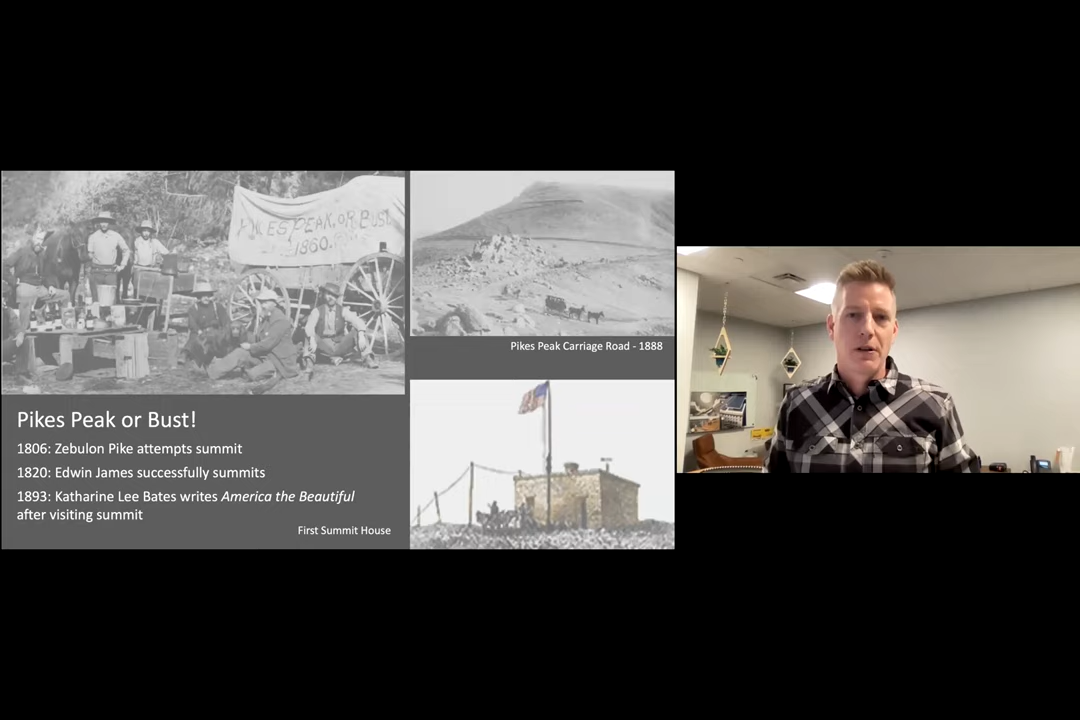 PIKES PEAK, OR BUST
1860.
Pikes Peak Carriage Road - 1888
Pikes Peak or Bust!
1806: Zebulon Pike attempts summit
1820: Edwin James successfully summits
1893: Katharine Lee Bates writes America the Beautiful
after visiting summit
First Summit House